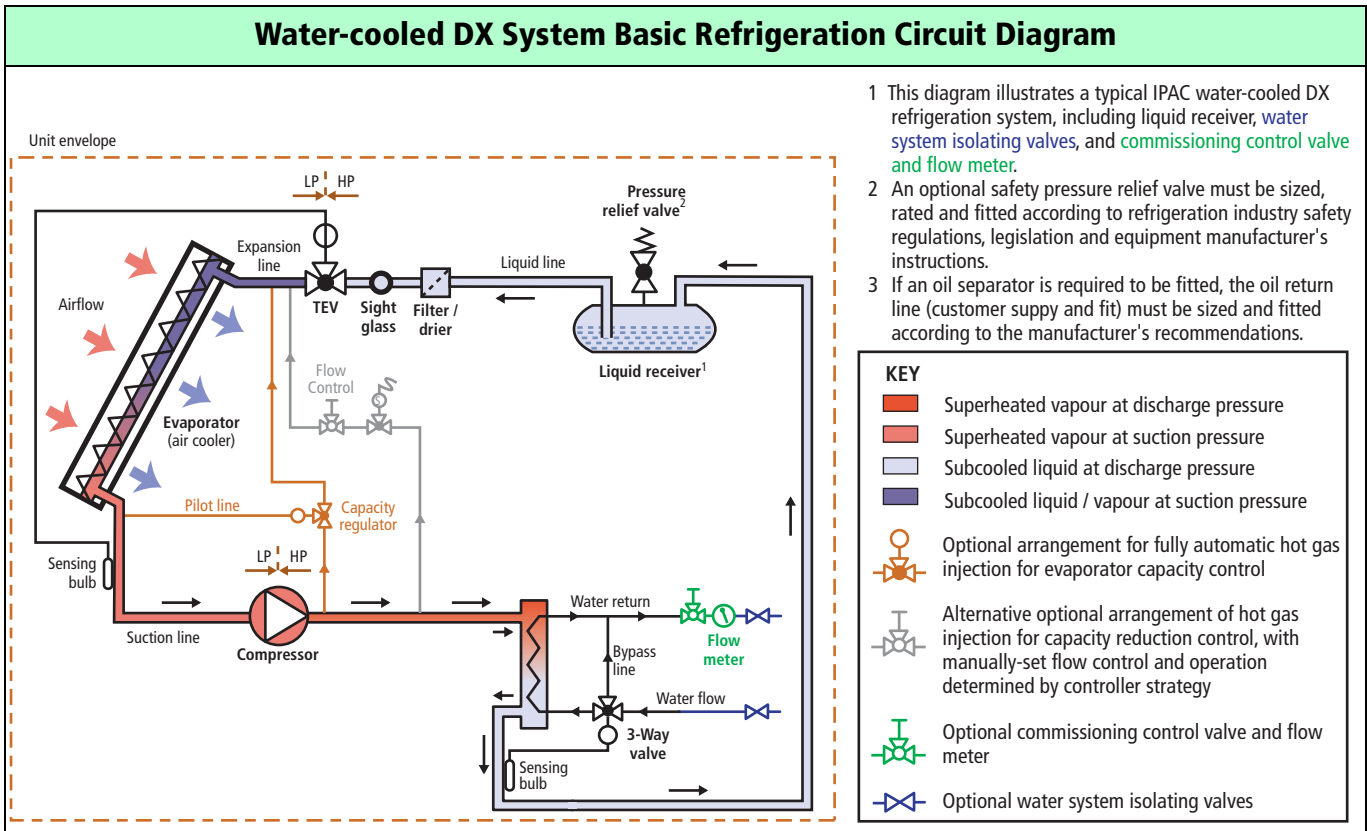 Water-cooled DX System Basic Refrigeration Circuit Diagram
Unit envelope
LP HP
Expansion
line
TEV
Sight
glass
Filter /
drier
Liquid line
Pressure
relief valve2
Liquid receiver1
Airflow
Evaporator
(air cooler)
Flow
Control
S
Pilot line
Capacity
regulator
Sensing
bulb
LP HP
Suction line
Compressor
Water return
Flow
meter
Bypass
line
Water flow
3-Way
valve
Sensing
bulb
1 This diagram illustrates a typical IPAC water-cooled DX
refrigeration system, including liquid receiver, water
system isolating valves, and commissioning control valve
and flow meter.
2 An optional safety pressure relief valve must be sized,
rated and fitted according to refrigeration industry safety
regulations, legislation and equipment manufacturer's
instructions.
3 If an oil separator is required to be fitted, the oil return
line (customer suppy and fit) must be sized and fitted
according to the manufacturer's recommendations.
KEY
Superheated vapour at discharge pressure
Superheated vapour at suction pressure
Subcooled liquid at discharge pressure
Subcooled liquid / vapour at suction pressure
Optional arrangement for fully automatic hot gas
injection for evaporator capacity control
Alternative optional arrangement of hot gas
injection for capacity reduction control, with
manually-set flow control and operation
determined by controller strategy
Optional commissioning control valve and flow
meter
Optional water system isolating valves